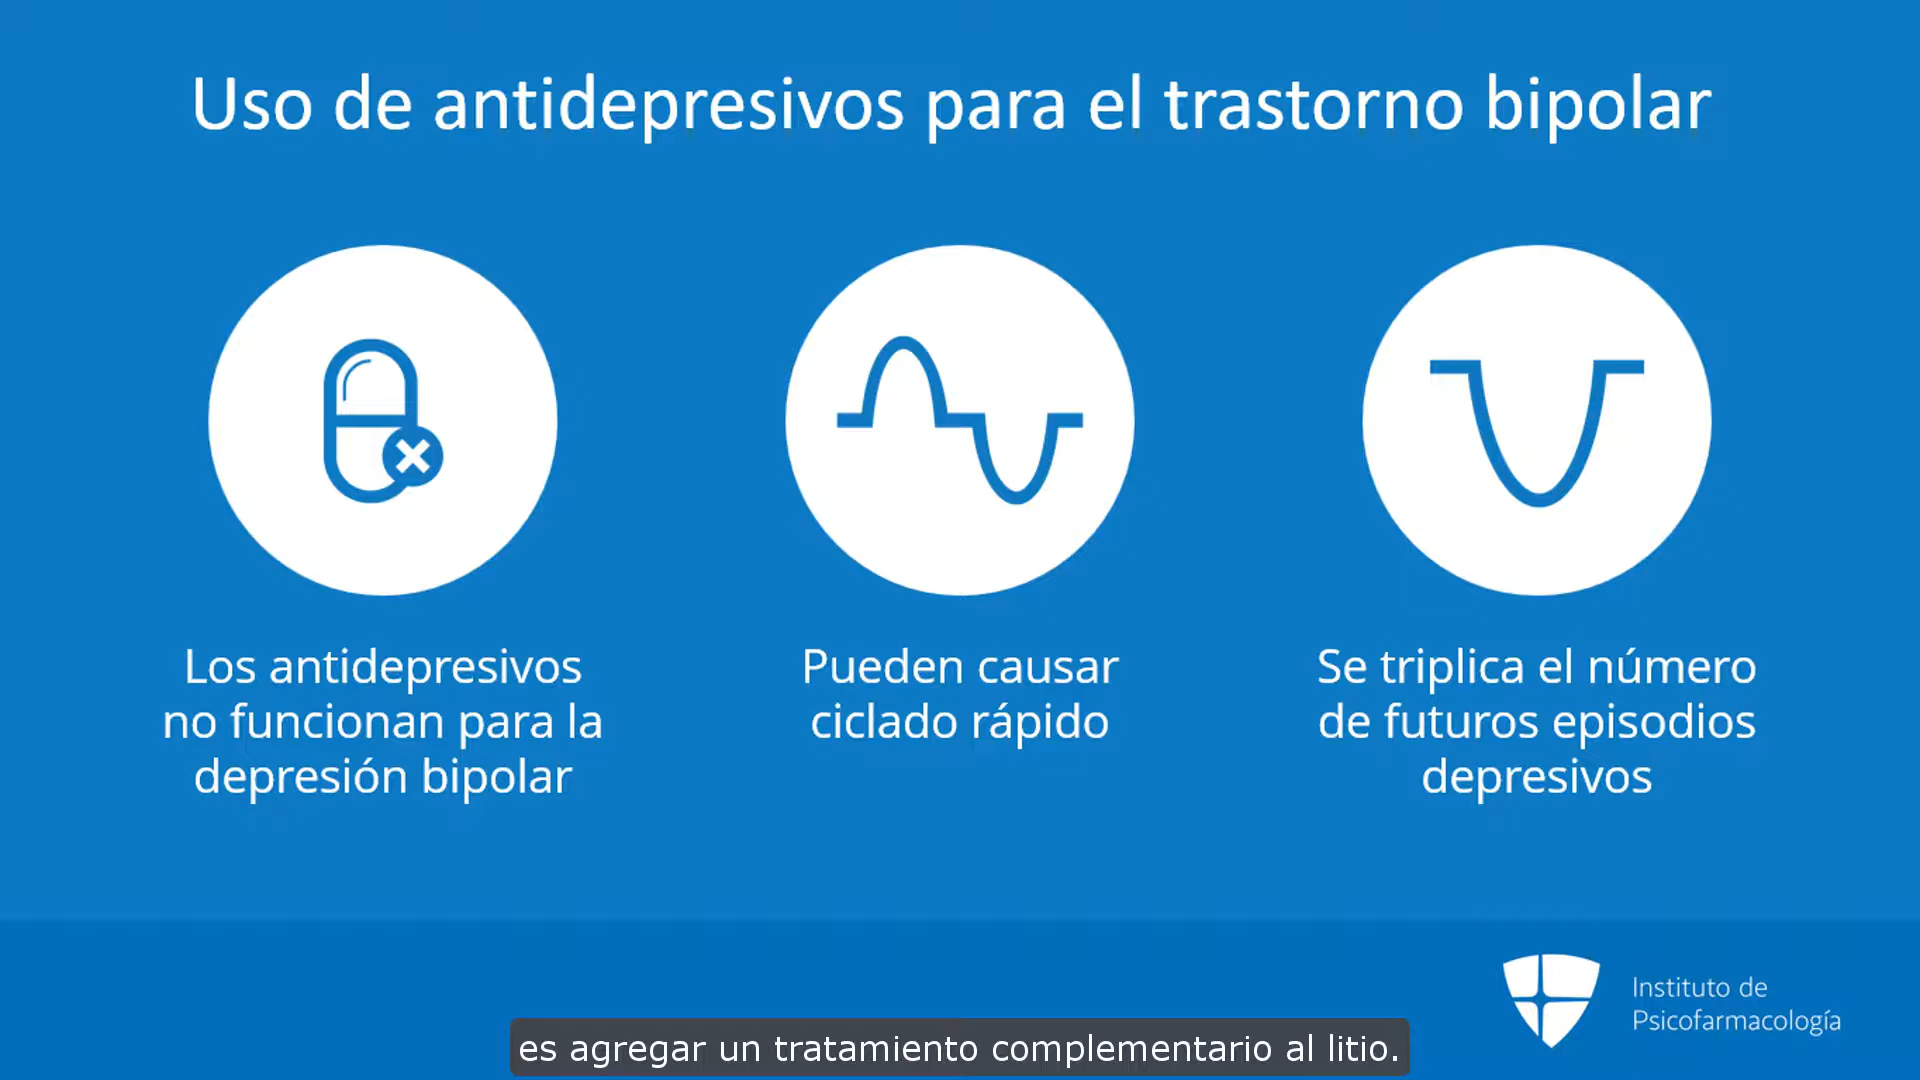 Uso de antidepresivos para el trastorno bipolar
Los antidepresivos
no funcionan para la
depresión bipolar
Pueden causar
ciclado rápido
Se triplica el número
de futuros episodios
depresivos
Instituto de
Psicofarmacología
es agregar un tratamiento complementario al litio.